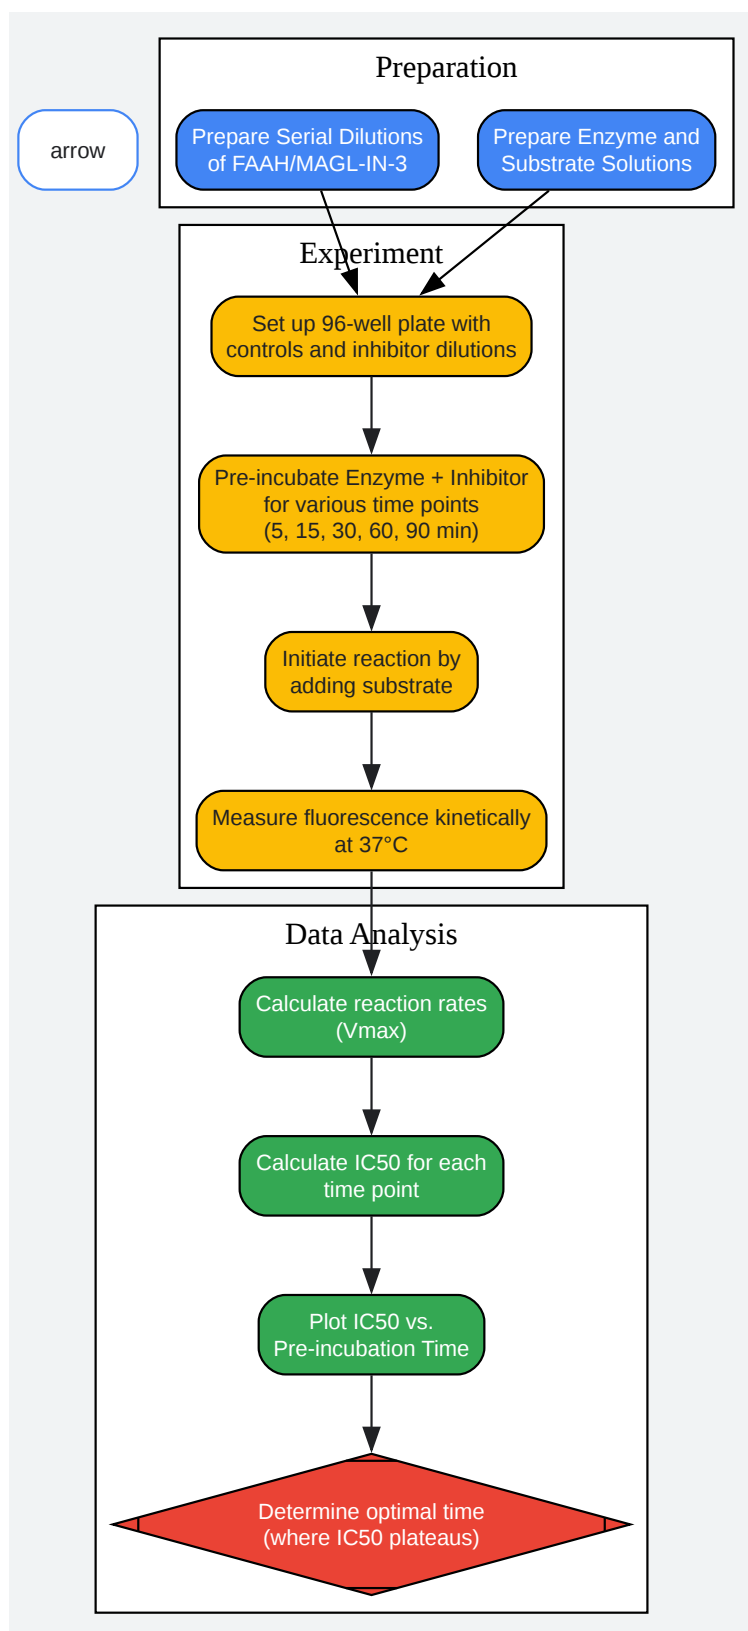 Preparation
arrow
Prepare Serial Dilutions
of FAAH/MAGL-IN-3
Prepare Enzyme and
Substrate Solutions
Experiment
Set up 96-well plate with
controls and inhibitor dilutions
Pre-incubate Enzyme + Inhibitor
for various time points
(5, 15, 30, 60, 90 min)
Initiate reaction by
adding substrate
Measure fluorescence kinetically
at 37°C
Data Analysis
Calculate reaction rates
(Vmax)
Calculate IC50 for each
time point
Plot IC50 vs.
Pre-incubation Time
Determine optimal time
(where IC50 plateaus)